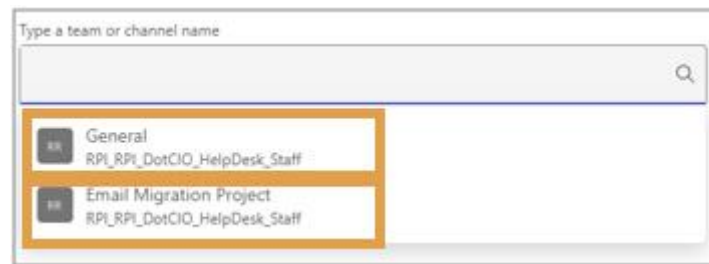 Type a team or channel name
RR
General
RPI_RPI_DotCIO_HelpDesk_Staff
RR
Email Migration Project
RPI_RPI_DotCIO_HelpDesk_Staff